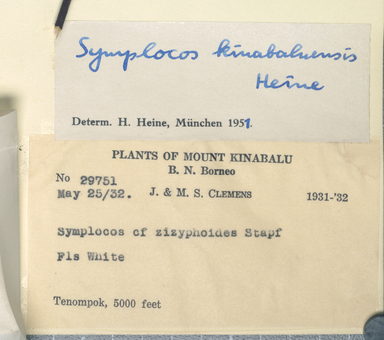 Symplocos kinabaluensis
Heine
Determ. H. Heine, München 1951.
PLANTS OF MOUNT KINABALU
B. N. Borneo
No 29751
May 25/32. J. & M. S. CLEMENS 1931-'32
Symplocos cf zizyphoides Stapf
Fls White
Tenompok, 5000 feet